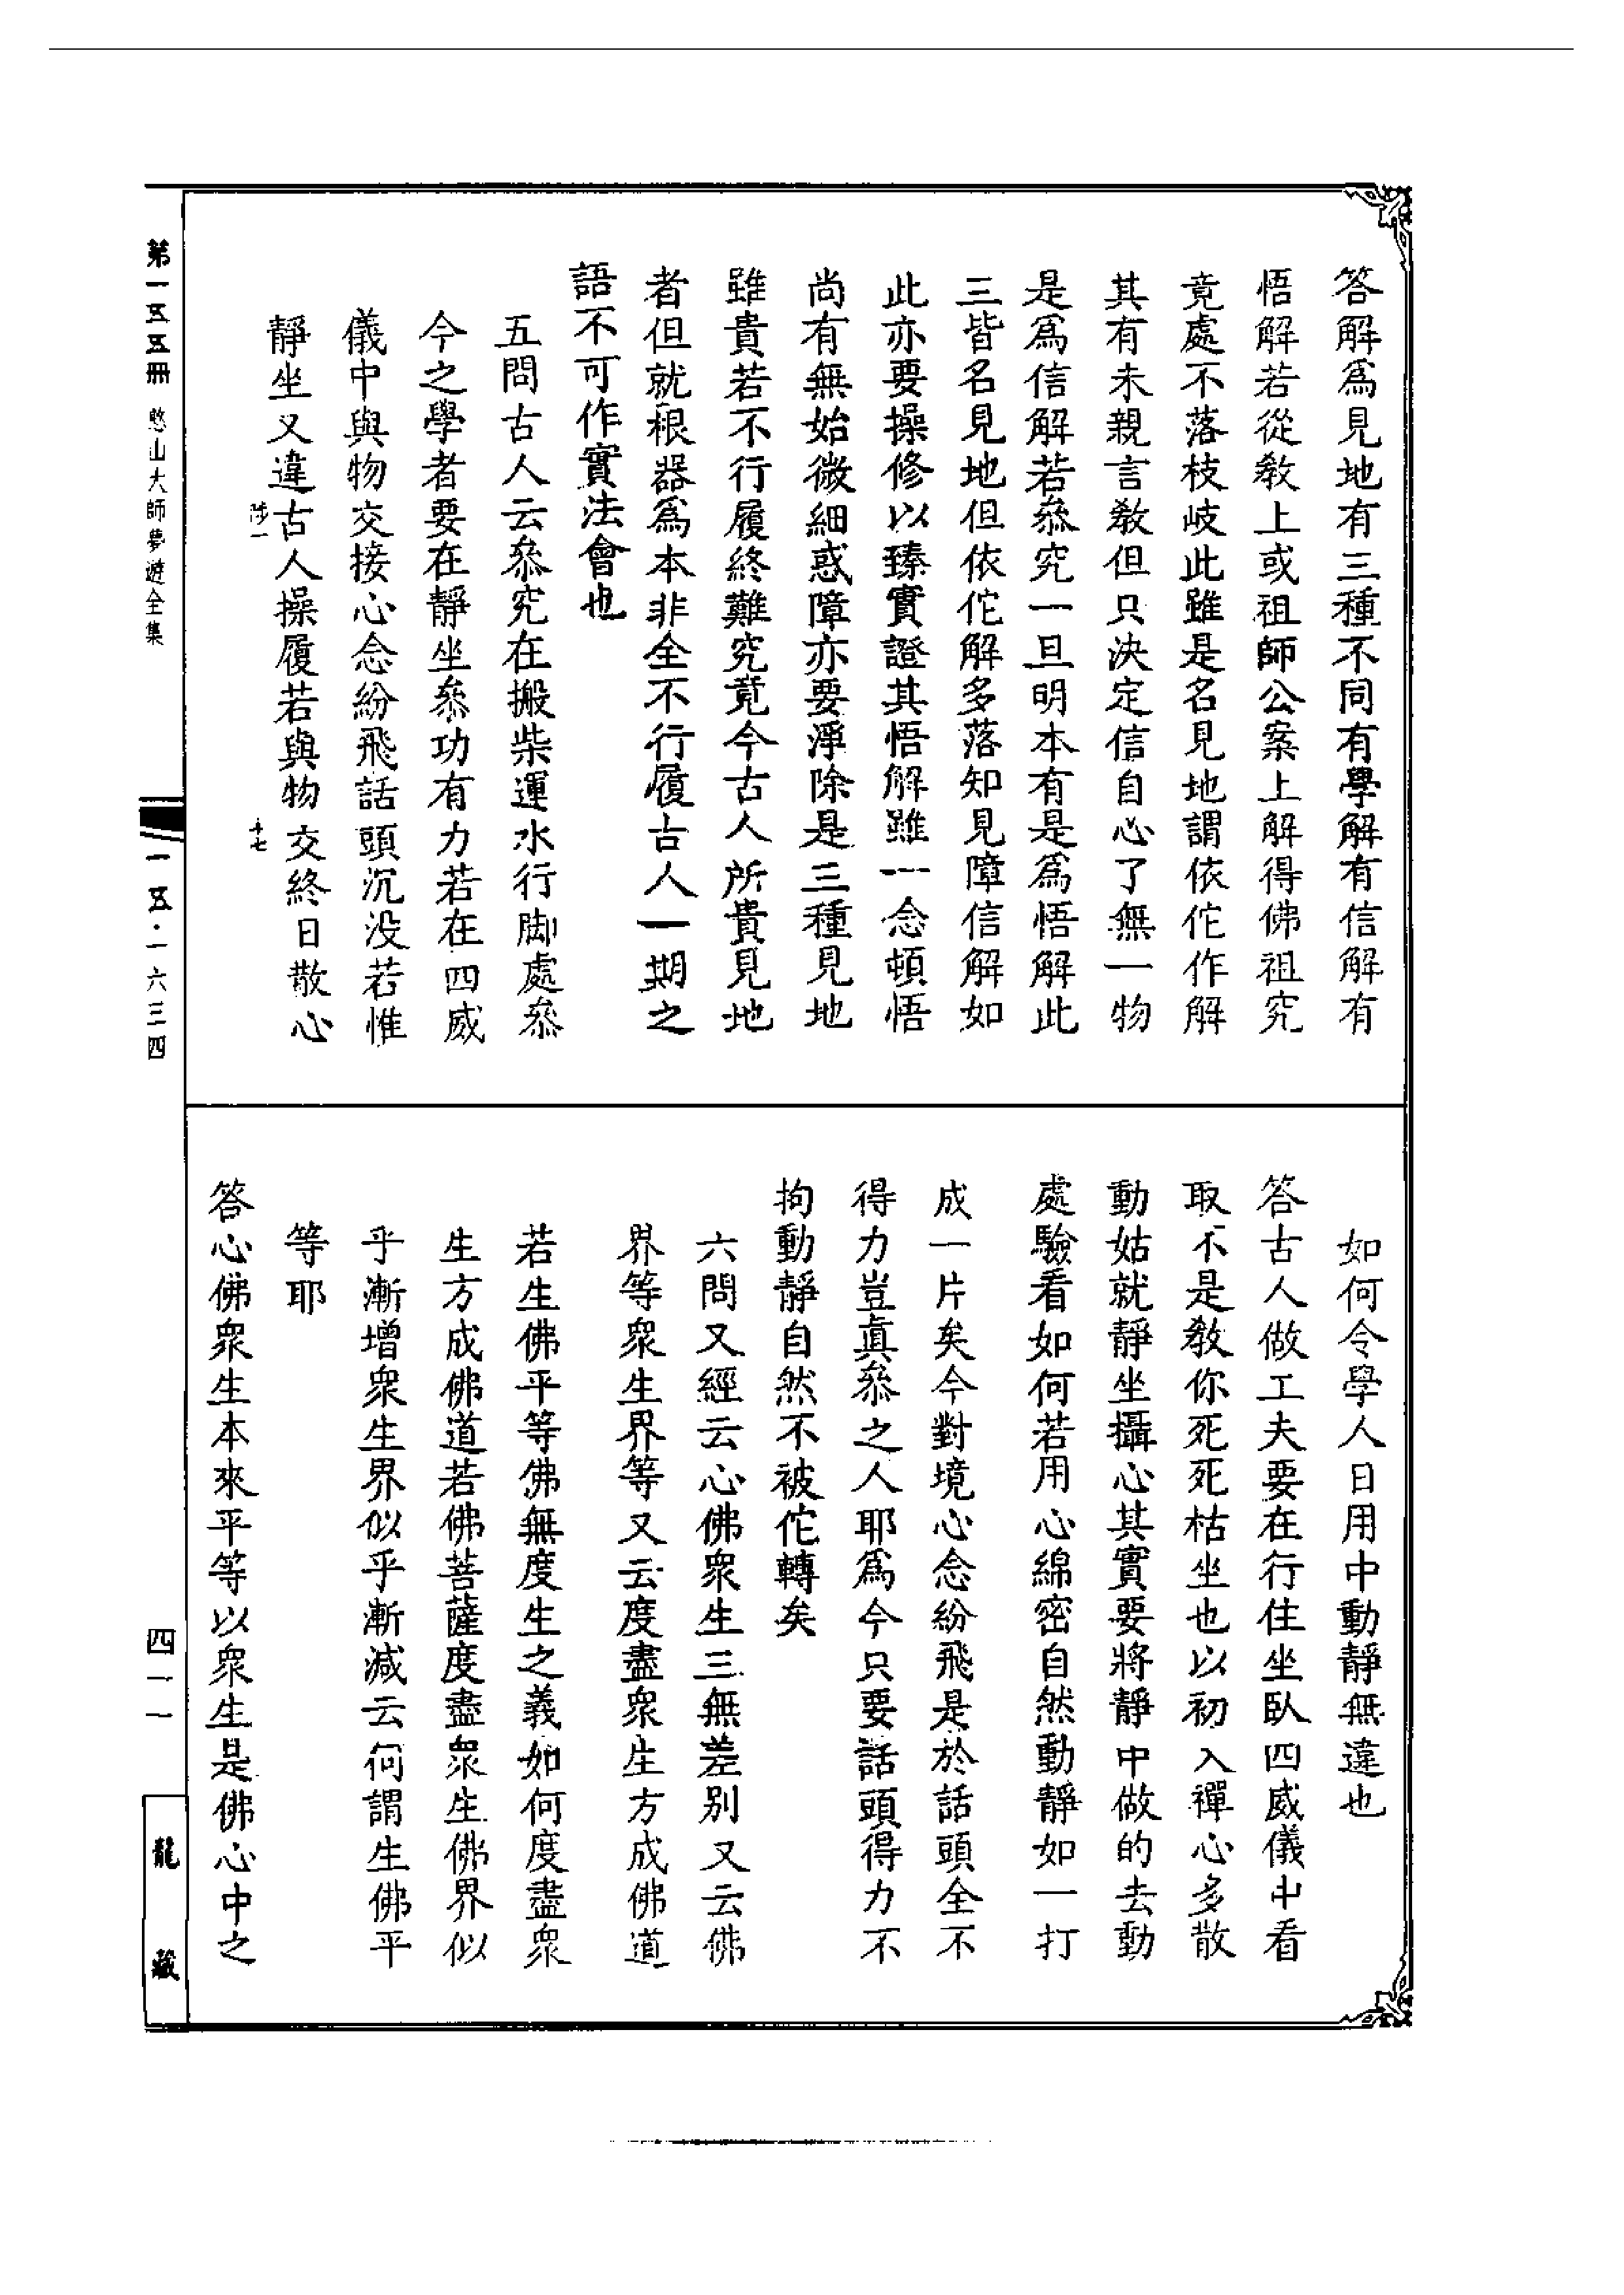 答解爲見地有三種不同有學解有信解有
悟解若從敎上或祖師公案上解得佛祖究
竟處不落枝岐此雖是名見地謂依佗作解
其有未親言敎但只決定信自心了無一物
是爲信解若叅究一旦明本有是爲悟解此
三皆名見地但依佗解多落知見障信解如
此亦要操修以臻實證其悟解雖一念頓悟
尚有無始微細惑障亦要淨除是三種見地
雖貴若不行履終難究竟今古人所貴見地
者但就根器爲本非全不行履古人一期之
語不可作實法會也
五問古人云叅究在搬柴運水行脚處叅
今之學者要在靜坐叅功有力若在四威
儀中與物交接心念紛飛話頭沉没若惟
靜坐又違古人操履若與物交終日散心
陟一
十七
如何令學人日用中動靜無違也
答古人做工夫要在行住坐臥四威儀中看
取不是敎你死死枯坐也以初入禪心多散
動姑就靜坐攝心其實要將靜中做的去動
處驗看如何若用心綿密自然動靜如一打
成一片矣今對境心念紛飛是於話頭全不
得力豈眞叅之人耶爲今只要話頭得力不
拘動靜自然不被佗轉矣
六問又經云心佛衆生三無差別又云佛
界等衆生界等又云度盡衆生方成佛道
若生佛平等佛無度生之義如何度盡衆
生方成佛道若佛菩薩度盡衆生佛界似
乎漸增衆生界似乎漸減云何謂生佛平
等耶
答心佛衆生本來平等以衆生是佛心中之
第一五五冊 憨山大師夢遊全集
一五·一六三四
四一一
龍藏